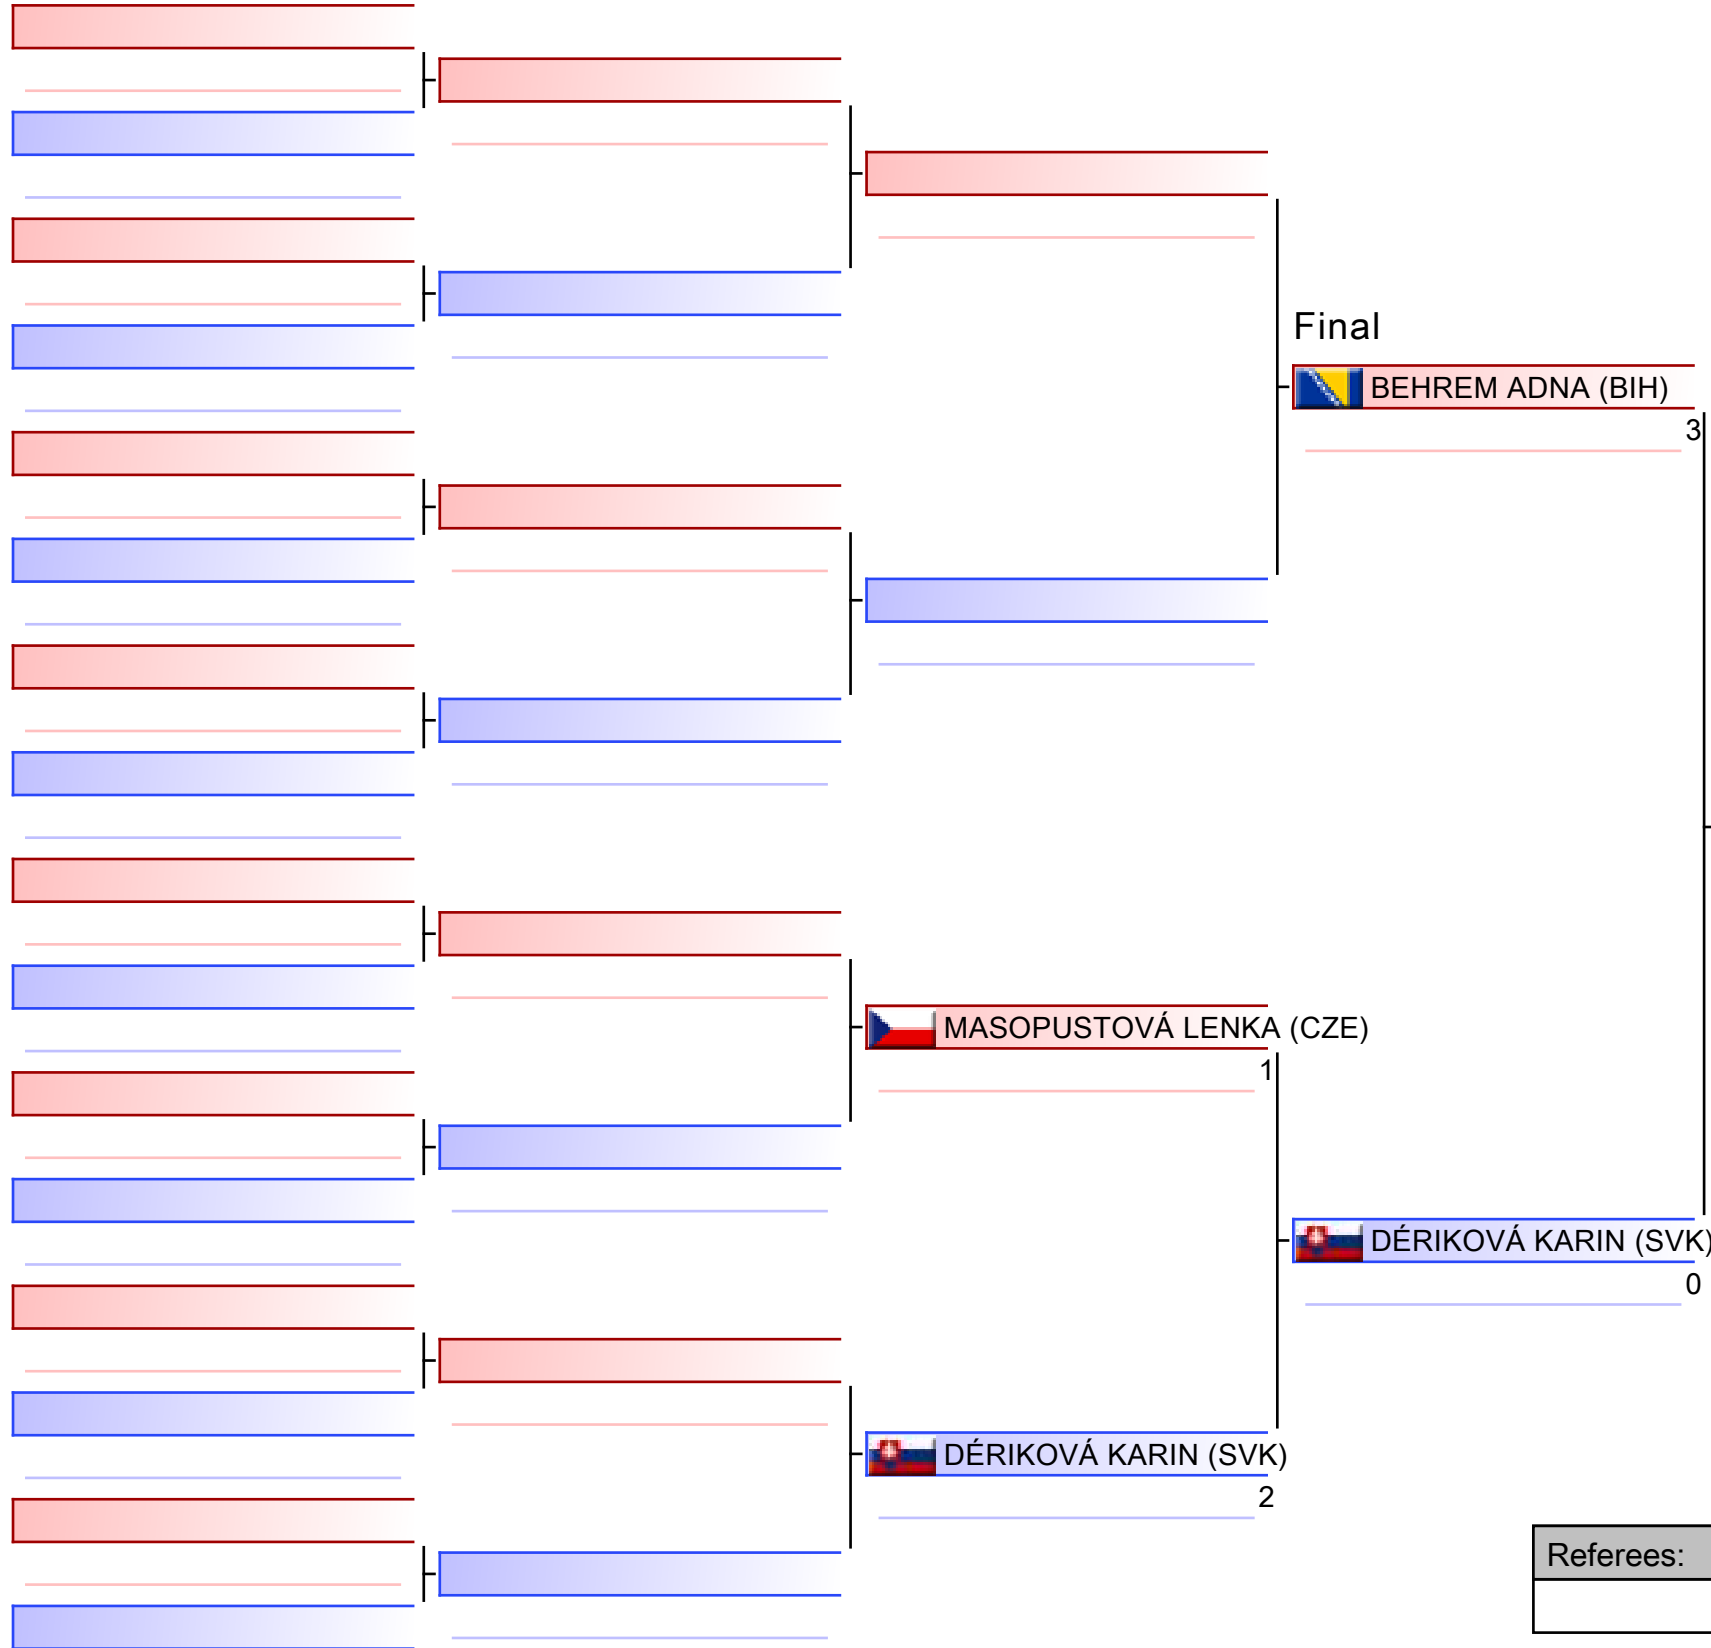 Final
BEHREM ADNA (BIH)
3
MASOPUSTOVÁ LENKA (CZE)
1
DÉRIKOVÁ KARIN (SVK)
0
DÉRIKOVÁ KARIN (SVK)
2
Referees: